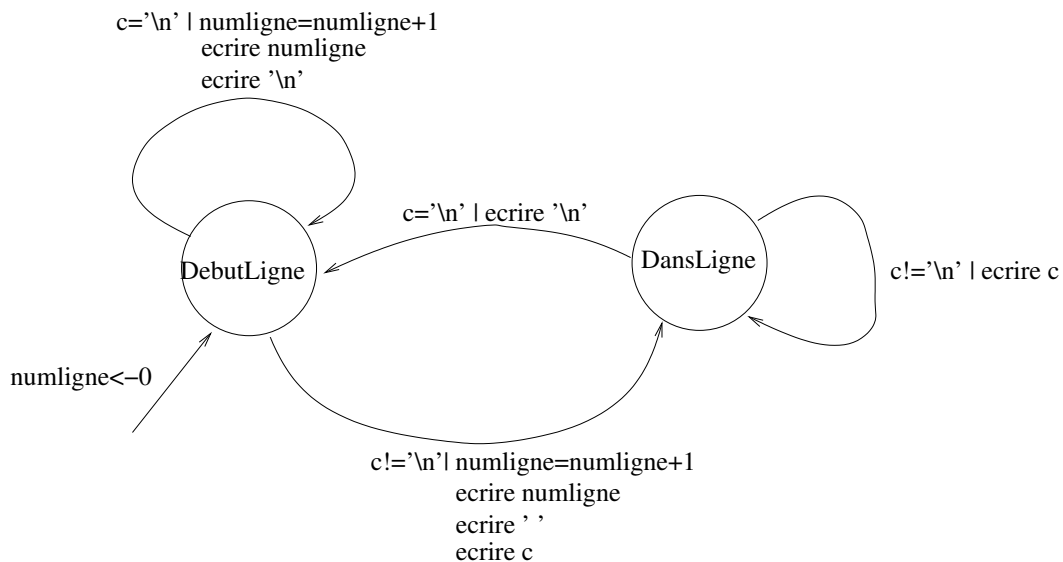 c='\n' | numligne=numligne+1
ecrire numligne
ecrire '\n'
c='\n' | ecrire '\n'
DebutLigne
DansLigne
c!='\n' | ecrire c
numligne<-0
c!='\n'| numligne=numligne+1
ecrire numligne
ecrire ' '
ecrire c